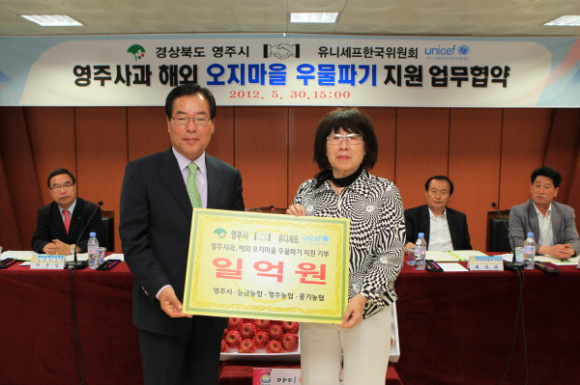 경상북도 영주시 유니세프한국위원회 unicef
영주사과 해외 오지마을 우물파기 지원 업무협약
2012. 5. 30. 15:00
영주시 유니세프 unicef
영주사과, 해외 오지마을 우물파기 지원 기부
일억원
영주시 · 능금농협 · 영주농협 · 풍기농협